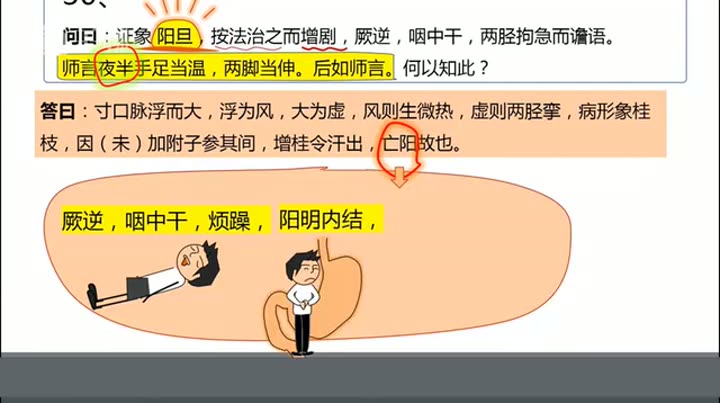 30、
问曰：证象阳旦，按法治之而增剧，厥逆，咽中干，两胫拘急而谵语。
师言夜半手足当温，两脚当伸。后如师言。何以知此？
答曰：寸口脉浮而大，浮为风，大为虚，风则生微热，虚则两胫挛，病形象桂
枝，因（未）加附子参其间，增桂令汗出，亡阳故也。
厥逆，咽中干，烦躁，阳明内结，